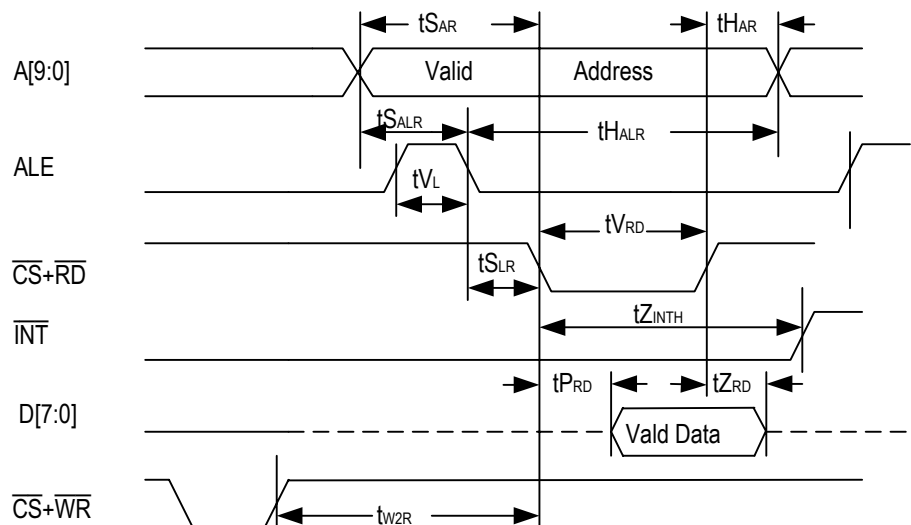 tSAR
tHAR
A[9:0]
Valid Address
tSALR
tHALR
ALE
tVL
tVRD
CS+RD
tSLR
INT
tZINTH
tPRD
tZRD
D[7:0]
Vald Data
CS+WR
tW2R